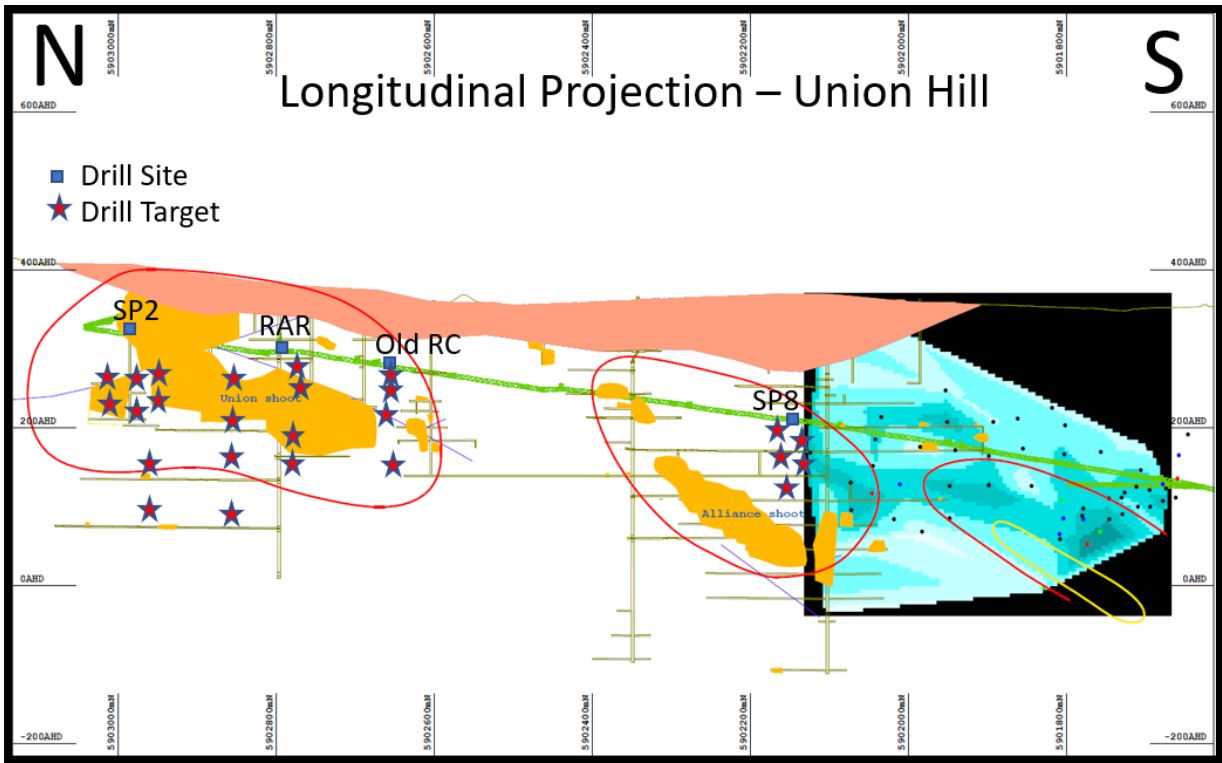 N
S
5903000mN
5902800mN
5902600mN
5902400mN
5902200mN
5902000mN
5901800mN
Longitudinal Projection – Union Hill
600AHD
600AHD
Drill Site
Drill Target
400AHD
400AHD
SP2
RAR
Old RC
Union shoot
SP8
200AHD
200AHD
Alliance shoot
0AHD
0AHD
5903000mN
5902800mN
5902600mN
5902400mN
5902200mN
5902000mN
5901800mN
-200AHD
-200AHD